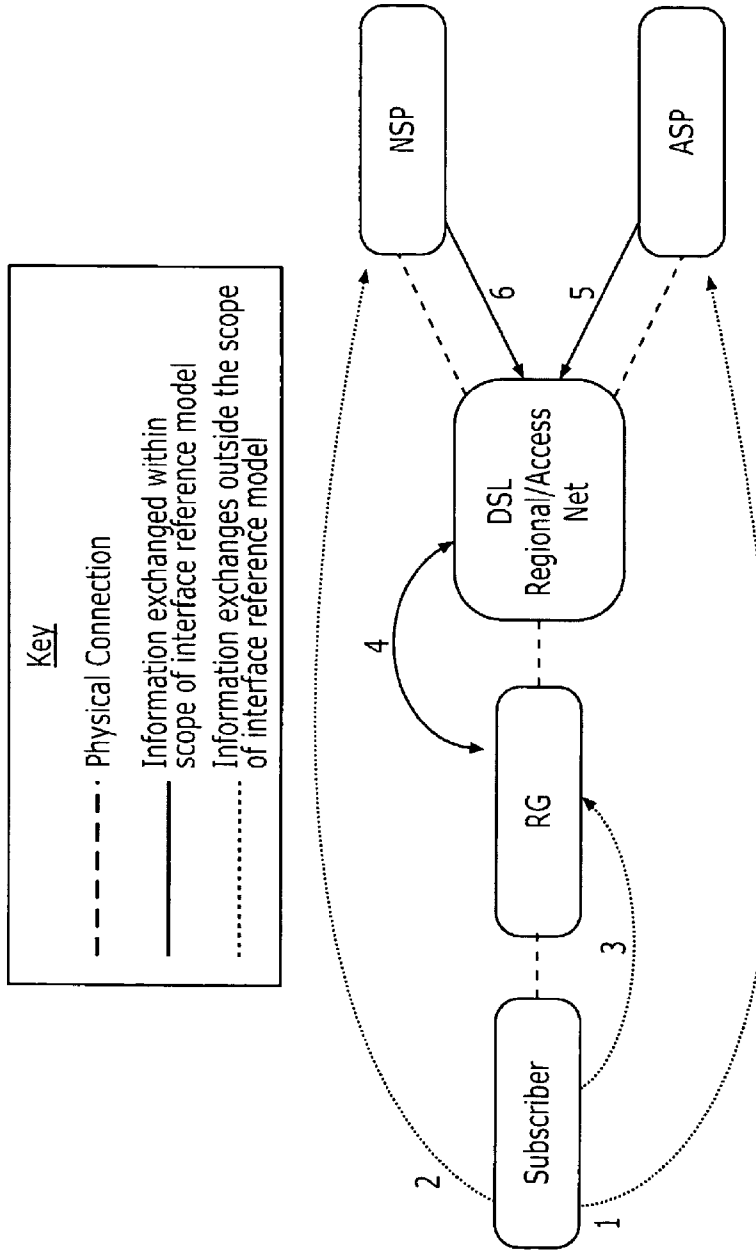 Key
Physical Connection
Information exchanged within
scope of interface reference model
Information exchanges outside the scope
of interface reference model
2
1
Subscriber
3
RG
4
DSL
Regional/Access
Net
6
5
NSP
ASP